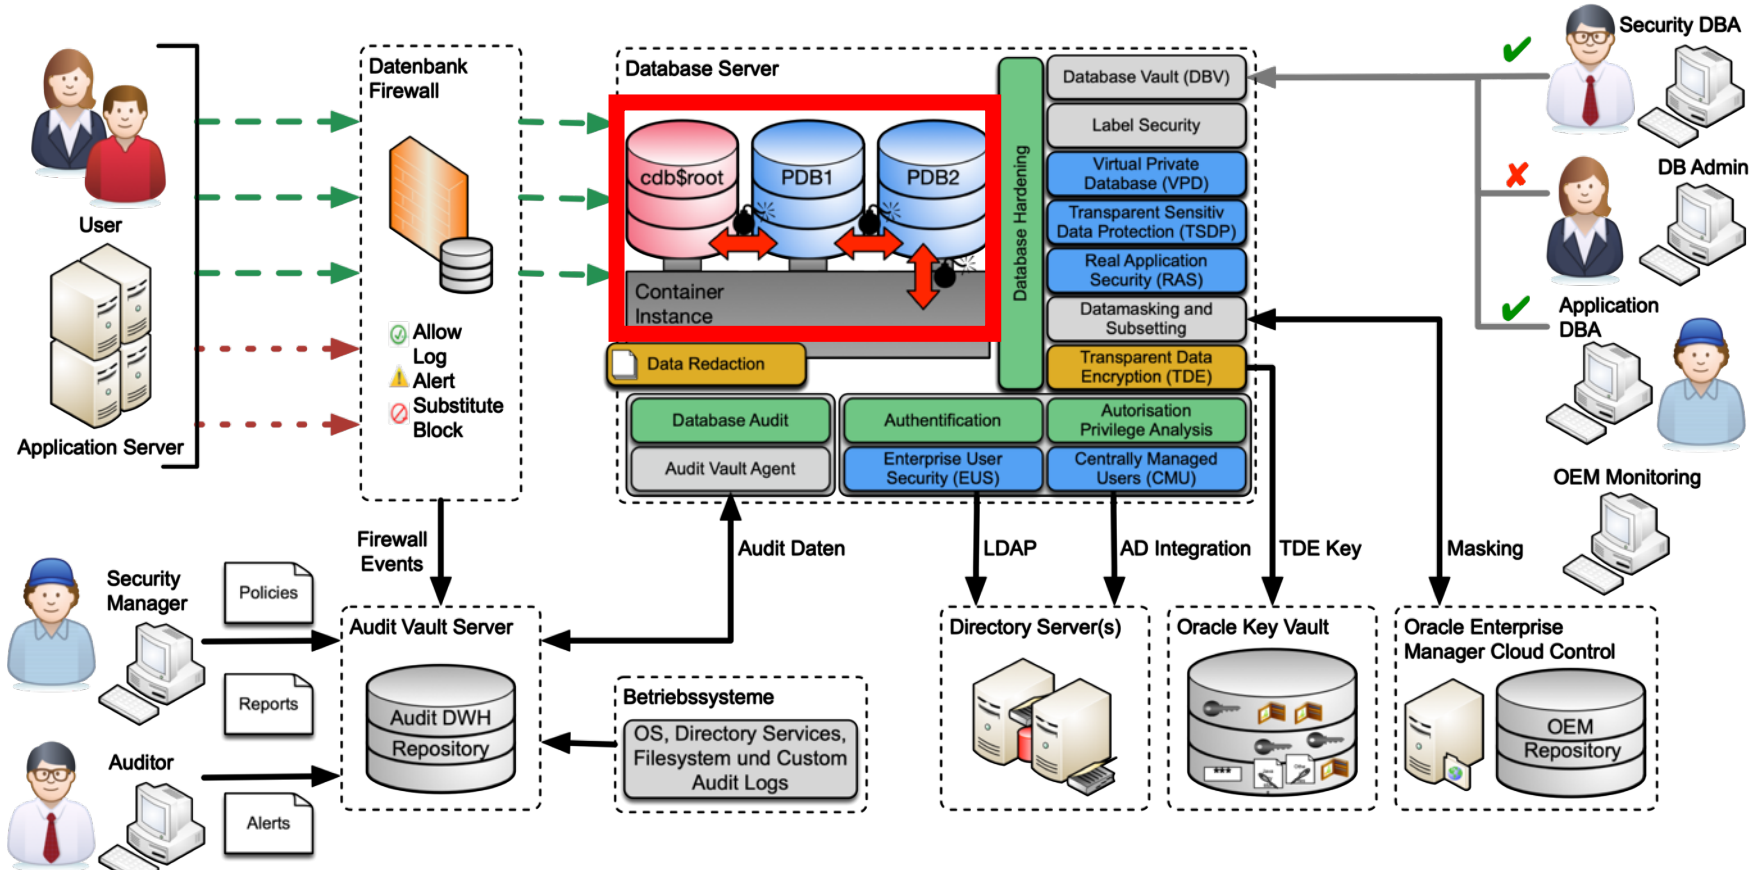 User
Application Server
Datenbank
Firewall
Allow
Log
Alert
Substitute
Block
Database Server
cdb$root
PDB1
PDB2
Container
Instance
Data Redaction
Database Hardening
Database Vault (DBV)
Label Security
Virtual Private
Database (VPD)
Transparent Sensitiv
Data Protection (TSDP)
Real Application
Security (RAS)
Datamasking and
Subsetting
Transparent Data
Encryption (TDE)
Database Audit
Audit Vault Agent
Authentification
Enterprise User
Security (EUS)
Autorisation
Privilege Analysis
Centrally Managed
Users (CMU)
Security DBA
DB Admin
Application
DBA
OEM Monitoring
Firewall
Events
Audit Daten
LDAP
AD Integration
TDE Key
Masking
Security
Manager
Policies
Reports
Auditor
Alerts
Audit Vault Server
Audit DWH
Repository
Betriebssysteme
OS, Directory Services,
Filesystem und Custom
Audit Logs
Directory Server(s)
Oracle Key Vault
***
Oracle Enterprise
Manager Cloud Control
OEM
Repository